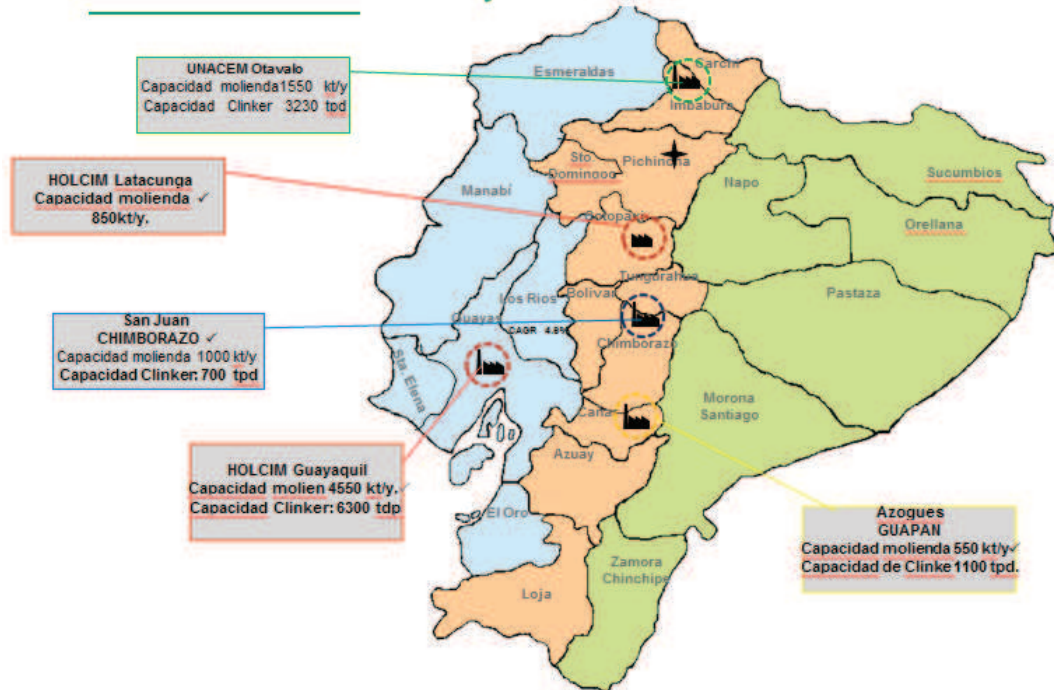 UNACEM Otavalo
Capacidad molienda1550 kt/y
Capacidad Clinker 3230 tpd
HOLCIM Latacunga
Capacidad molienda ✓
850kt/y.
San Juan
CHIMBORAZO ✓
Capacidad molienda 1000 kt/y
Capacidad Clinker: 700 tpd
HOLCIM Guayaquil
Capacidad molien 4550 kt/y.✓
Capacidad Clinker: 6300 tdp
Azogues
GUAPAN
Capacidad molienda 550 kt/y✓
Capacidad de Clinke 1100 tpd.
Esmeraldas
Carchi
Imbabura
Sto
Domingo
Pichincha
Manabí
Napo
Sucumbios
Orellana
Cotopaxi
Tungurahua
Los Rios
Bolívar
Pastaza
Guayas
CAGR 4.8%
Chimborazo
Sta. Elena
Morona
Santiago
Caña
Azuay
El Oro
Zamora
Chinchipe
Loja